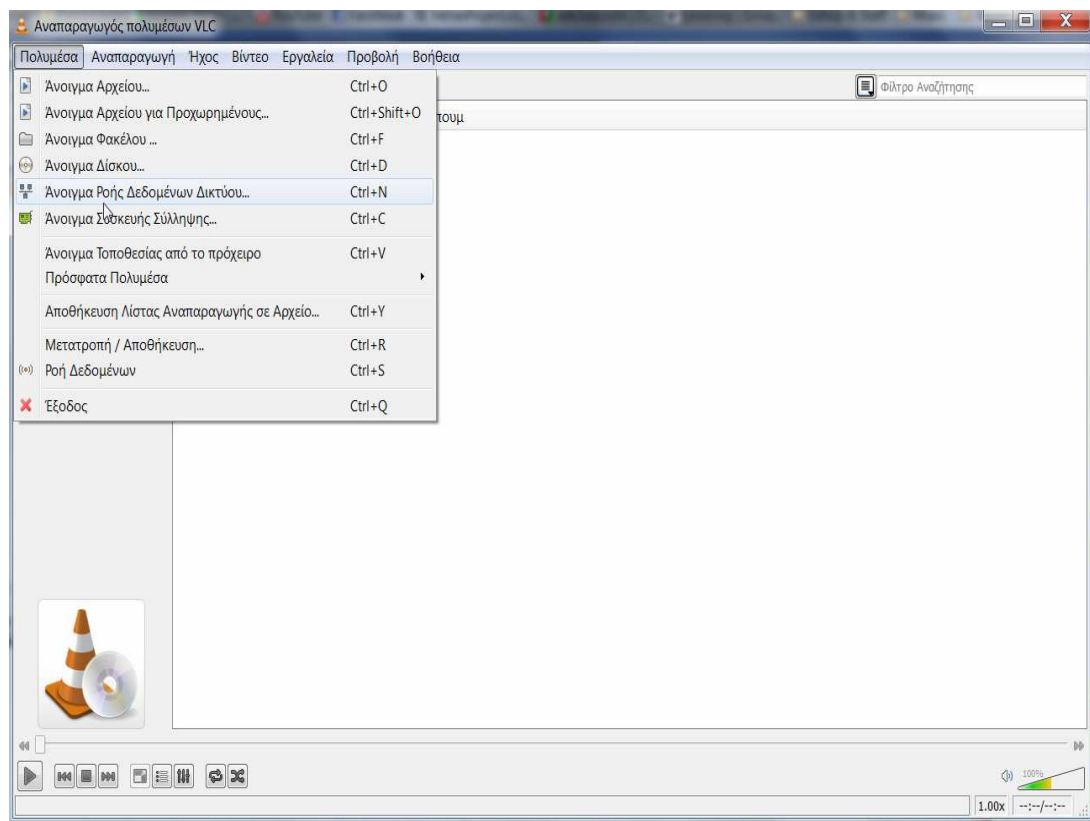 Αναπαραγωγός πολυμέσων VLC
Πολυμέσα Αναπαραγωγή Ήχος Βίντεο Εργαλεία Προβολή Βοήθεια
Άνοιγμα Αρχείου... Ctrl+O
Φίλτρο Αναζήτησης
Άνοιγμα Αρχείου για Προχωρημένους... Ctrl+Shift+O
πουμ
Άνοιγμα Φακέλου ... Ctrl+F
Άνοιγμα Δίσκου... Ctrl+D
Άνοιγμα Ροής Δεδομένων Δικτύου... Ctrl+N
Άνοιγμα Συσκευής Σύλληψης... Ctrl+C
Άνοιγμα Τοποθεσίας από το πρόχειρο Ctrl+V
Πρόσφατα Πολυμέσα
Αποθήκευση Λίστας Αναπαραγωγής σε Αρχείο... Ctrl+Y
Μετατροπή / Αποθήκευση... Ctrl+R
Ροή Δεδομένων Ctrl+S
Έξοδος Ctrl+Q
100%
1.00x --:--/--:--